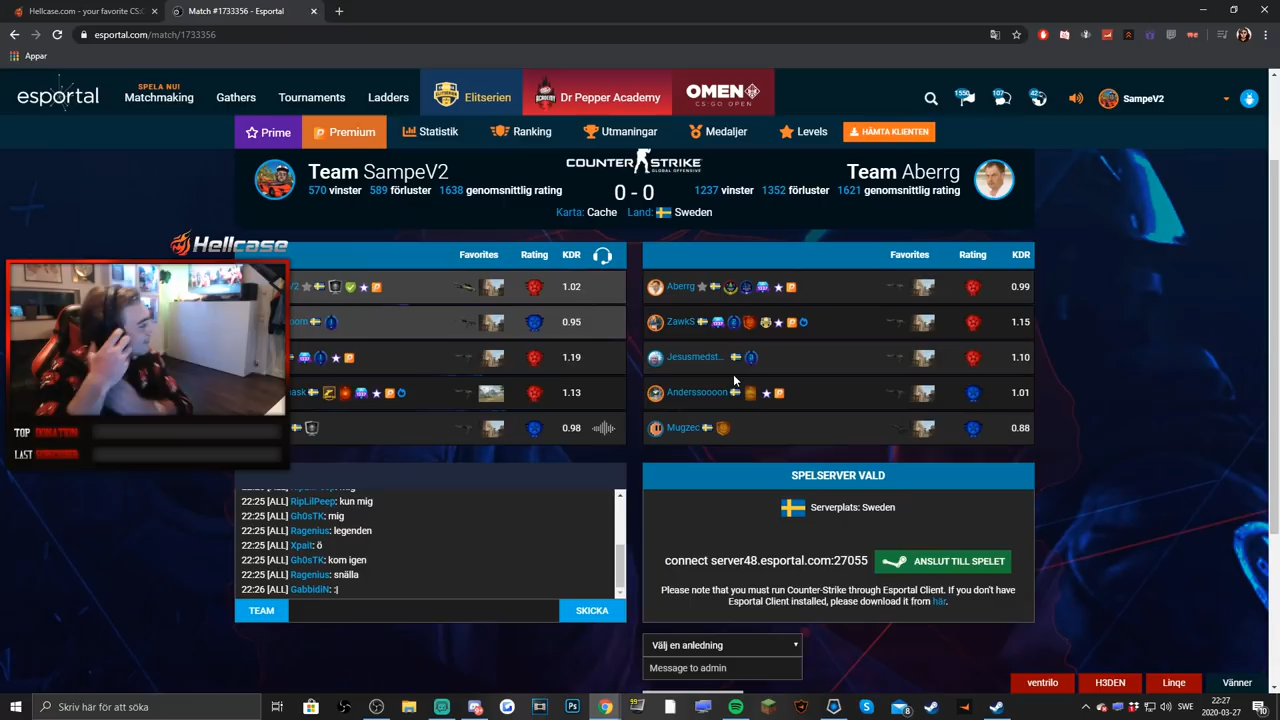 Hellcase.com - your favorite CS:G
Match #1733356 - Esportal
esportal.com/match/1733356
Appar
esportal
SPELA NU!
Matchmaking
Gathers
Tournaments
Ladders
Elitserien
Dr Pepper Academy
OMEN
CS:GO OPEN
1550
107
42
SampeV2
Prime
Premium
Statistik
Ranking
Utmaningar
Medaljer
Levels
HÄMTA KLIENTEN
Team SampeV2
570 vinster 589 förluster 1638 genomsnittlig rating
COUNTER STRIKE
GLOBAL OFFENSIVE
0 - 0
Karta: Cache Land: Sweden
Team Aberrg
1237 vinster 1352 förluster 1621 genomsnittlig rating
Hellcase
Favorites Rating KDR
V2 1.02
oom 0.95
1.19
ask 1.13
0.98
Favorites Rating KDR
Aberrg 0.99
ZawkS 1.15
Jesusmedst... 1.10
Anderssoooon 1.01
Mugzec 0.88
TOP DONATION
LAST
22:25 [ALL] kun mig
22:25 [ALL] Gh0sTK: mig
22:25 [ALL] Ragenius: legenden
22:25 [ALL] Xpait: ö
22:25 [ALL] Gh0sTK: kom igen
22:25 [ALL] Ragenius: snälla
22:26 [ALL] GabbidiN: :)
TEAM
SKICKA
SPELSERVER VALD
Serverplats: Sweden
connect server48.esportal.com:27055
ANSLUT TILL SPELET
Please note that you must run Counter-Strike through Esportal Client. If you don't have
Esportal Client installed, please download it from här.
Välj en anledning
Message to admin
ventrilo
H3DEN
Linqe
Vänner
Skriv här för att söka
SWE
22:27
2020-03-27